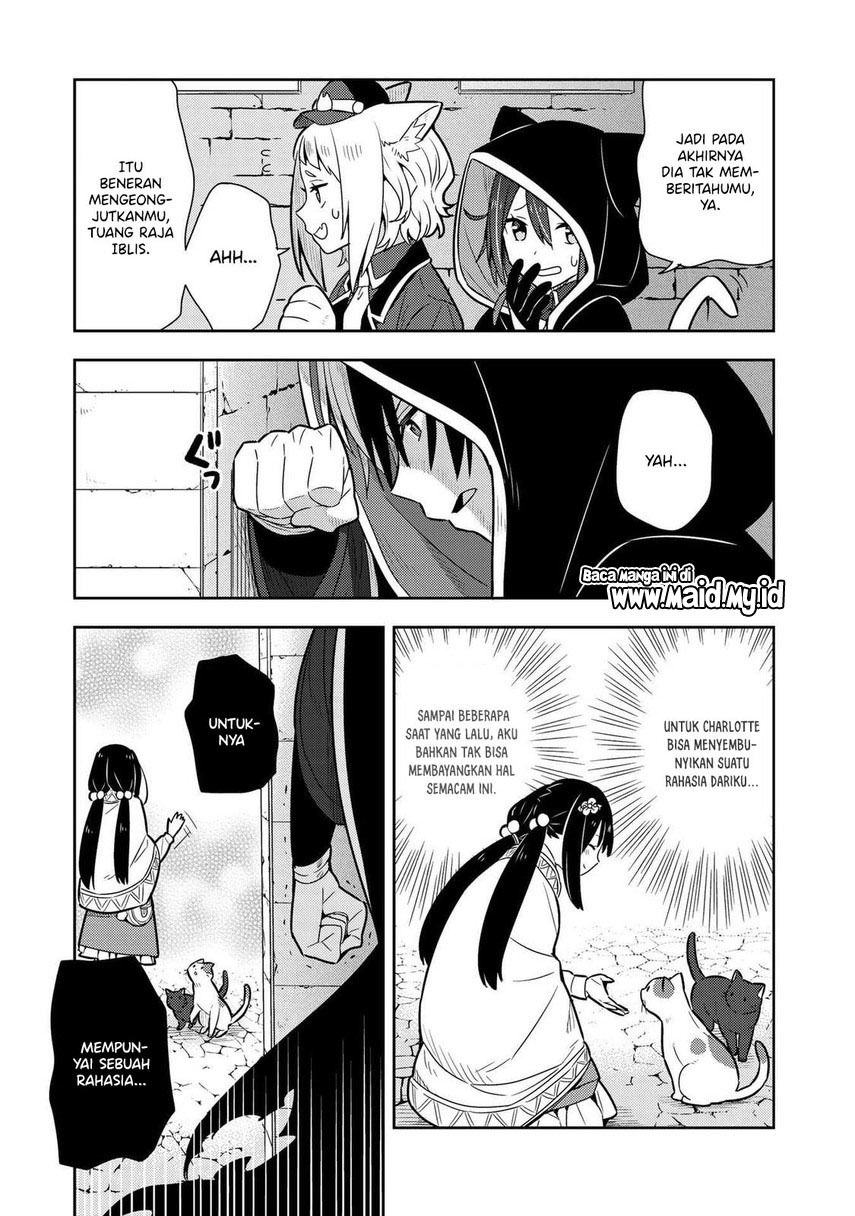 JADI PADA
AKHIRNYA
DIA TAK MEM-
BERITAHUMU,
YA.
AHH...
ITU
BENERAN
MENGEONG-
JUTKANMU,
TUANG RAJA
IBLIS.
YAH...
Baca Manga ini di
www.Maid.My.id
UNTUK CHARLOTTE
BISA MENYEMBU-
NYIKAN SUATU
RAHASIA DARIKU...
SAMPAI BEBERAPA
SAAT YANG LALU, AKU
BAHKAN TAK BISA
MEMBAYANGKAN HAL
SEMACAM INI.
UNTUK-
NYA
MEMPUN-
YAI SEBUAH
RAHASIA...